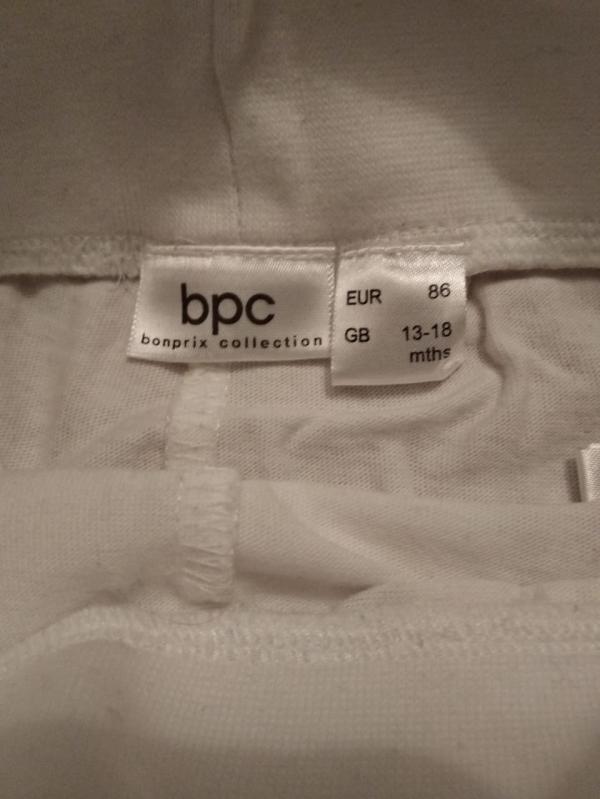 bpc
bonprix collection
EUR 86
GB 13-18
mths